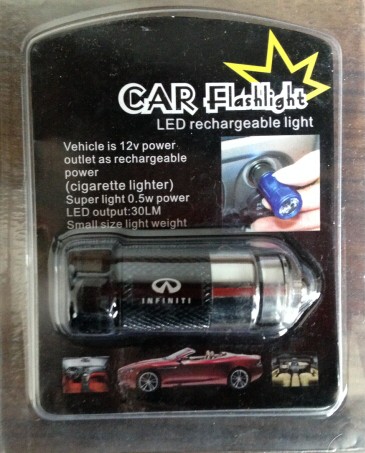 CAR Flashlight
LED rechargeable light
Vehicle is 12v power
outlet as rechargeable
power
(cigarette lighter)
Super light 0.5w power
LED output:30LM
Small size light weight
INFINITI